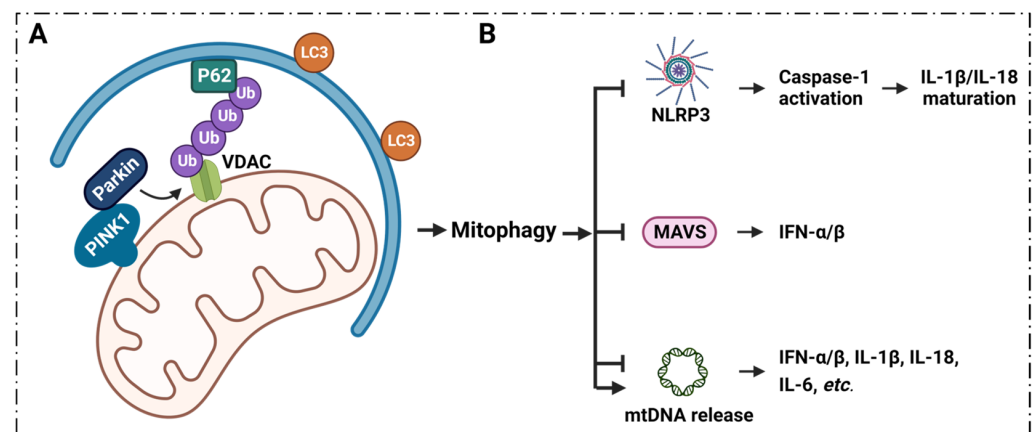 A
LC3
P62
Ub
Ub
LC3
Ub
Ub
VDAC
Parkin
PINK1
Mitophagy
B
NLRP3
Caspase-1
activation
IL-1β/IL-18
maturation
MAVS
IFN-α/β
mtDNA release
IFN-α/β, IL-1β, IL-18,
IL-6, etc.